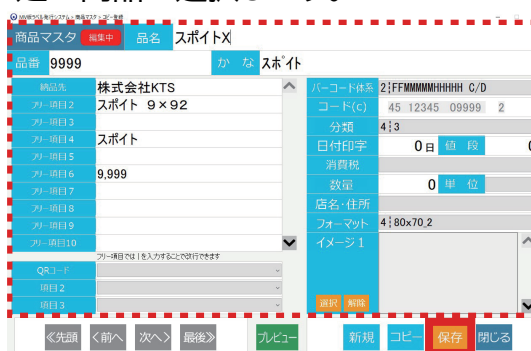 MV紙ラベル発行システム > 商品マスタ > コピー登録
商品マスタ 編集中 品名 スポイトX
品番 9999 か な スポイト
納品先 株式会社KTS
フリー項目2 スポイト 9×92
フリー項目3
フリー項目4 スポイト
フリー項目5
フリー項目6 9,999
フリー項目7
フリー項目8
フリー項目9
フリー項目10
フリー項目では | を入力することで改行できます
QRコード
項目2
項目3
バーコード体系 2 FFMMMMMHHHHH C/D
コード(c) 45 12345 09999 2
分類 4 3
日付印字 0 日 値 段 0
消費税
数量 0 単 位
店名・住所
フォーマット 4 80x70_2
イメージ1
選択 解除
≪先頭 <前へ 次へ> 最後≫ プレビュー 新規 コピー 保存 閉じる